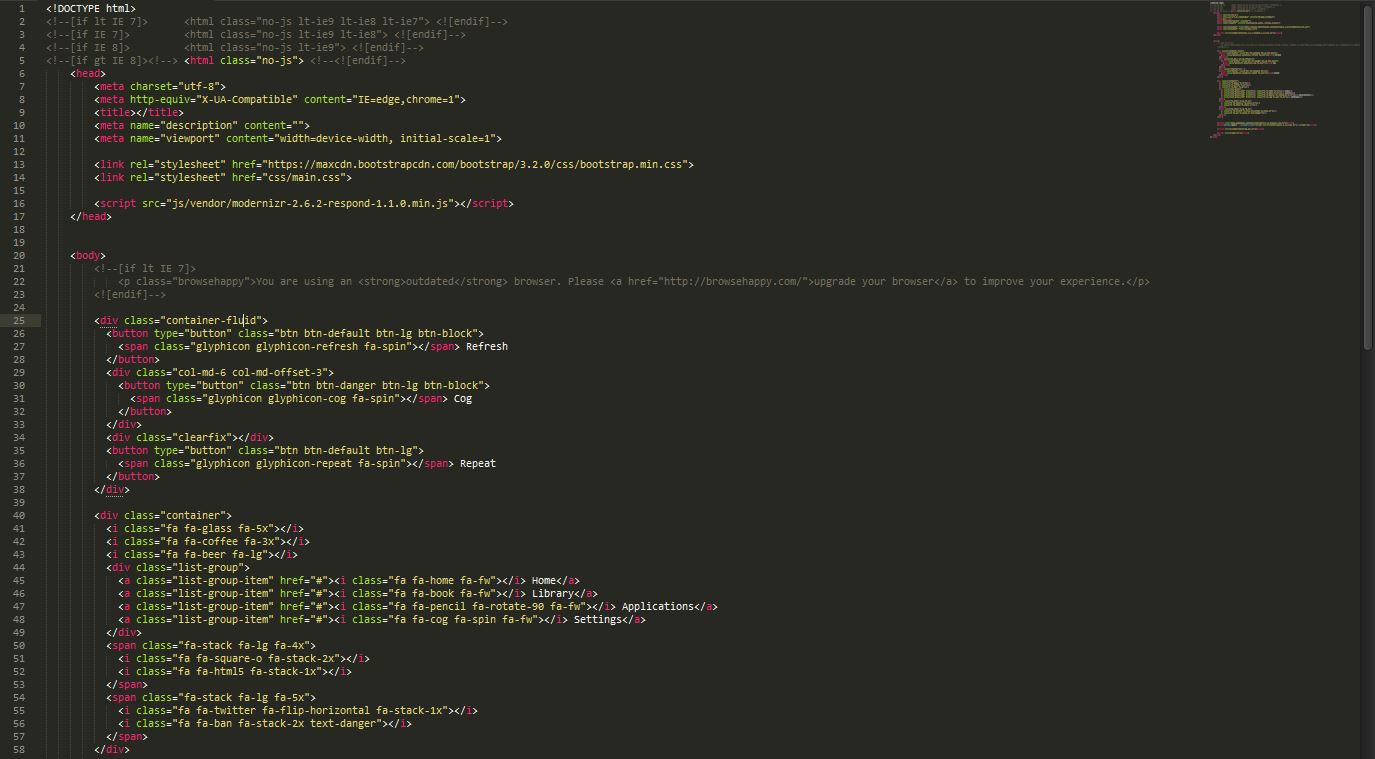 1 <!DOCTYPE html>
2 <!--[if lt IE 7]>      <html class="no-js lt-ie9 lt-ie8 lt-ie7"> <![endif]-->
3 <!--[if IE 7]>         <html class="no-js lt-ie9 lt-ie8"> <![endif]-->
4 <!--[if IE 8]>         <html class="no-js lt-ie9"> <![endif]-->
5 <!--[if gt IE 8]><!--> <html class="no-js"> <!--<![endif]-->
6     <head>
7         <meta charset="utf-8">
8         <meta http-equiv="X-UA-Compatible" content="IE=edge,chrome=1">
9         <title></title>
10         <meta name="description" content="">
11         <meta name="viewport" content="width=device-width, initial-scale=1">
12
13         <link rel="stylesheet" href="https://maxcdn.bootstrapcdn.com/bootstrap/3.2.0/css/bootstrap.min.css">
14         <link rel="stylesheet" href="css/main.css">
15
16         <script src="js/vendor/modernizr-2.6.2-respond-1.1.0.min.js"></script>
17     </head>
18
19
20     <body>
21         <!--[if lt IE 7]>
22             <p class="browsehappy">You are using an <strong>outdated</strong> browser. Please <a href="http://browsehappy.com/">upgrade your browser</a> to improve your experience.</p>
23         <![endif]-->
24
25         <div class="container-fluid">
26           <button type="button" class="btn btn-default btn-lg btn-block">
27             <span class="glyphicon glyphicon-refresh fa-spin"></span> Refresh
28           </button>
29           <div class="col-md-6 col-md-offset-3">
30             <button type="button" class="btn btn-danger btn-lg btn-block">
31               <span class="glyphicon glyphicon-cog fa-spin"></span> Cog
32             </button>
33           </div>
34           <div class="clearfix"></div>
35           <button type="button" class="btn btn-default btn-lg">
36             <span class="glyphicon glyphicon-repeat fa-spin"></span> Repeat
37           </button>
38         </div>
39
40         <div class="container">
41           <i class="fa fa-glass fa-5x"></i>
42           <i class="fa fa-coffee fa-3x"></i>
43           <i class="fa fa-beer fa-lg"></i>
44           <div class="list-group">
45             <a class="list-group-item" href="#"><i class="fa fa-home fa-fw"></i> Home</a>
46             <a class="list-group-item" href="#"><i class="fa fa-book fa-fw"></i> Library</a>
47             <a class="list-group-item" href="#"><i class="fa fa-pencil fa-rotate-90 fa-fw"></i> Applications</a>
48             <a class="list-group-item" href="#"><i class="fa fa-cog fa-spin fa-fw"></i> Settings</a>
49           </div>
50           <span class="fa-stack fa-lg fa-4x">
51             <i class="fa fa-square-o fa-stack-2x"></i>
52             <i class="fa fa-html5 fa-stack-1x"></i>
53           </span>
54           <span class="fa-stack fa-lg fa-5x">
55             <i class="fa fa-twitter fa-flip-horizontal fa-stack-1x"></i>
56             <i class="fa fa-ban fa-stack-2x text-danger"></i>
57           </span>
58         </div>